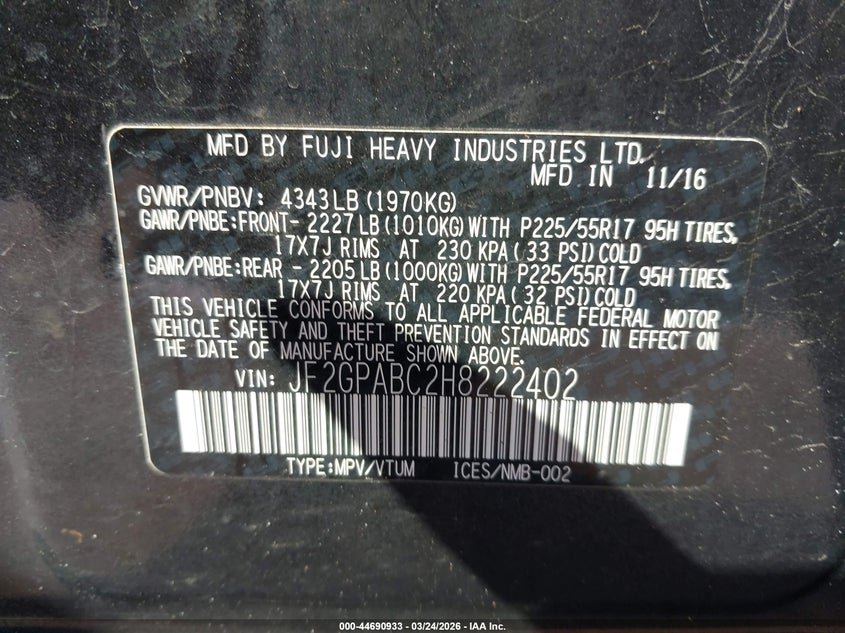 MFD BY FUJI HEAVY INDUSTRIES LTD.
MFD IN 11/16
GVWR/PNBV: 4343LB (1970KG)
GAWR/PNBE:FRONT- 2227LB (1010KG) WITH P225/55R17 95H TIRES,
17X7J RIMS AT 230 KPA ( 33 PSI) COLD
GAWR/PNBE:REAR - 2205LB (1000KG) WITH P225/55R17 95H TIRES,
17X7J RIMS AT 220 KPA ( 32 PSI) COLD
THIS VEHICLE CONFORMS TO ALL APPLICABLE FEDERAL MOTOR
VEHICLE SAFETY AND THEFT PREVENTION STANDARDS IN EFFECT ON
THE DATE OF MANUFACTURE SHOWN ABOVE.
VIN: JF2GPABC2H8222402
TYPE:MPV/VTUM ICES/NMB-002
000-44690933 - 03/24/2026 - IAA Inc.